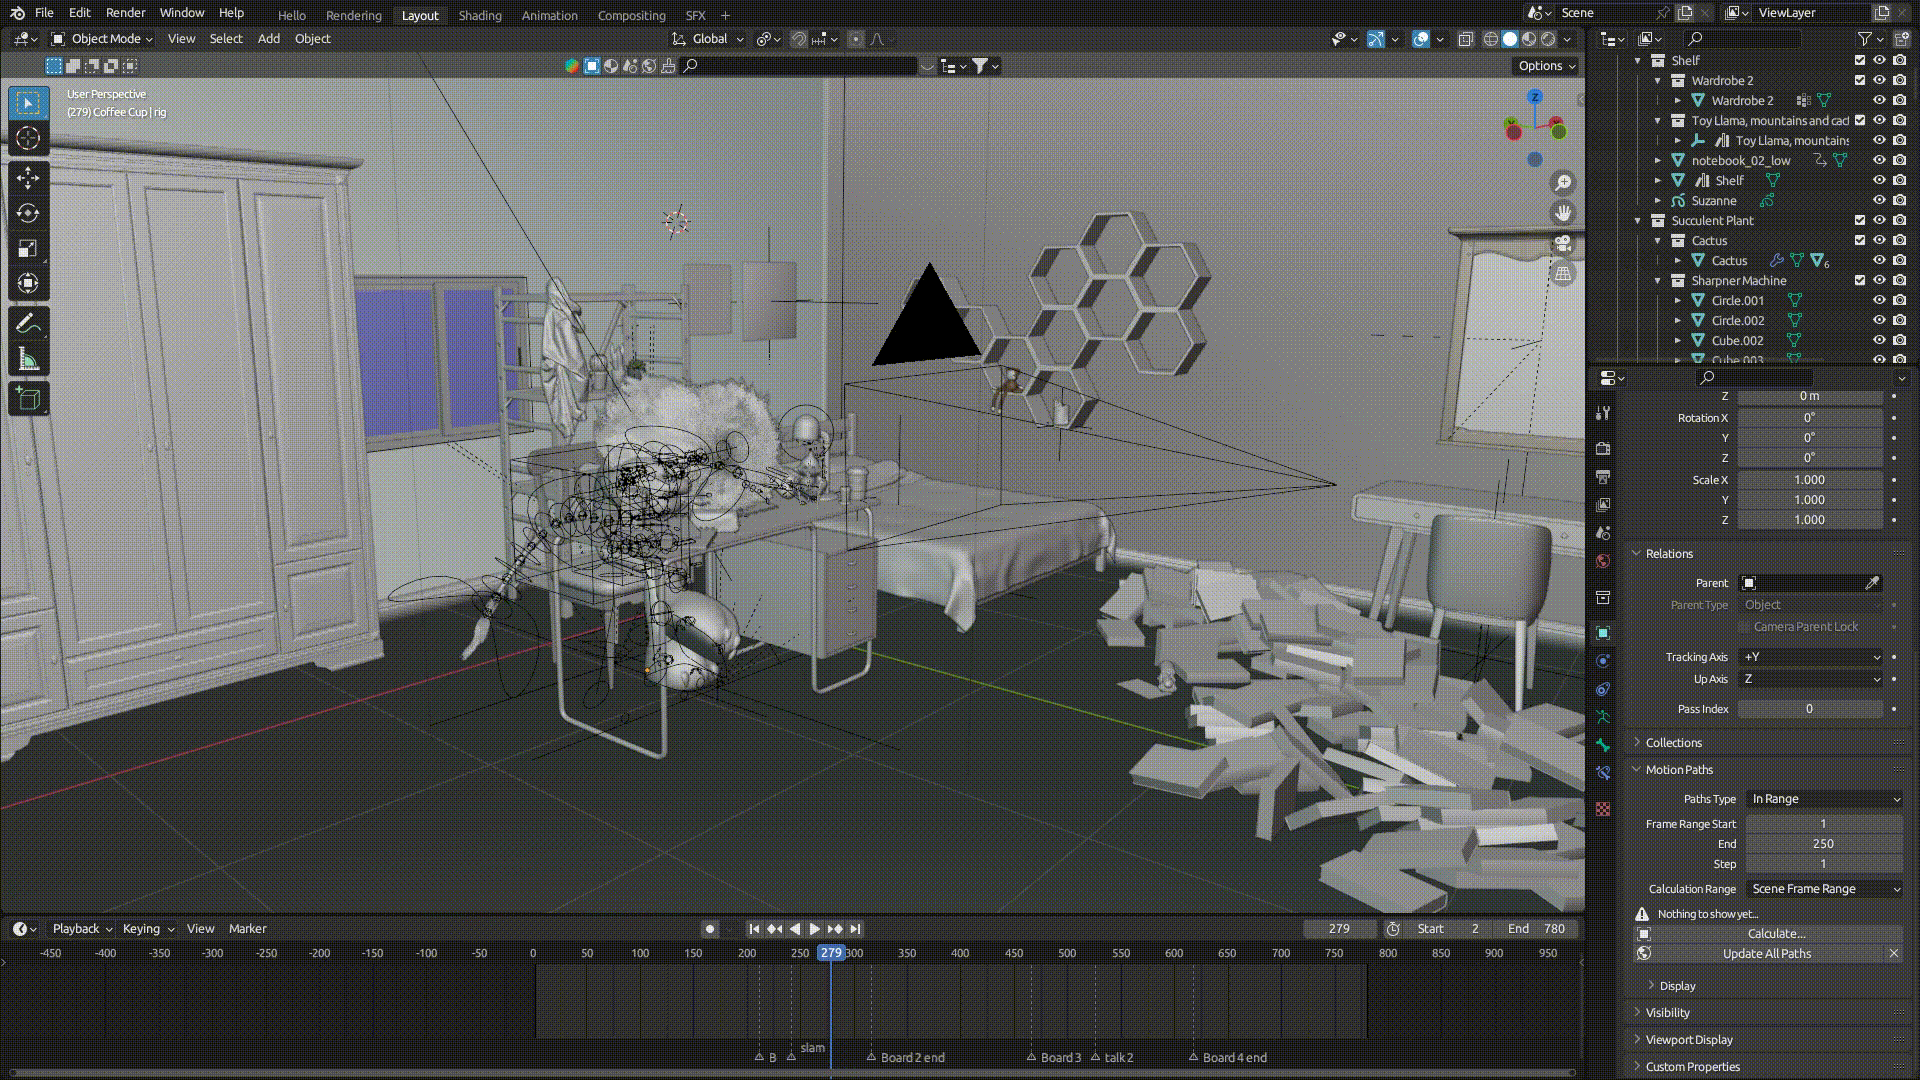 File Edit Render Window Help Hello Rendering Layout Shading Animation Compositing SFX + Scene ViewLayer
Object Mode View Select Add Object Global
Options
User Perspective
(279) Coffee Cup | rig
Z
Shelf
Wardrobe 2
Wardrobe 2
Toy Llama, mountains and cac
Toy Llama, mountains
notebook_02_low
Shelf
Suzanne
Succulent Plant
Cactus
Cactus 6
Sharpner Machine
Circle.001
Circle.002
Cube.002
Cube.003
Z 0 m
Rotation X 0°
Y 0°
Z 0°
Scale X 1.000
Y 1.000
Z 1.000
Relations
Parent
Parent Type Object
Camera Parent Lock
Tracking Axis +Y
Up Axis Z
Pass Index 0
Collections
Motion Paths
Paths Type In Range
Frame Range Start 1
End 250
Step 1
Calculation Range Scene Frame Range
Nothing to show yet...
Calculate...
Update All Paths
Display
Visibility
Viewport Display
Custom Properties
Playback Keying View Marker 279 Start 2 End 780
-450 -400 -350 -300 -250 -200 -150 -100 -50 0 50 100 150 200 250 279 300 350 400 450 500 550 600 650 700 750 800 850 900 950
slam
B Board 2 end Board 3 talk 2 Board 4 end